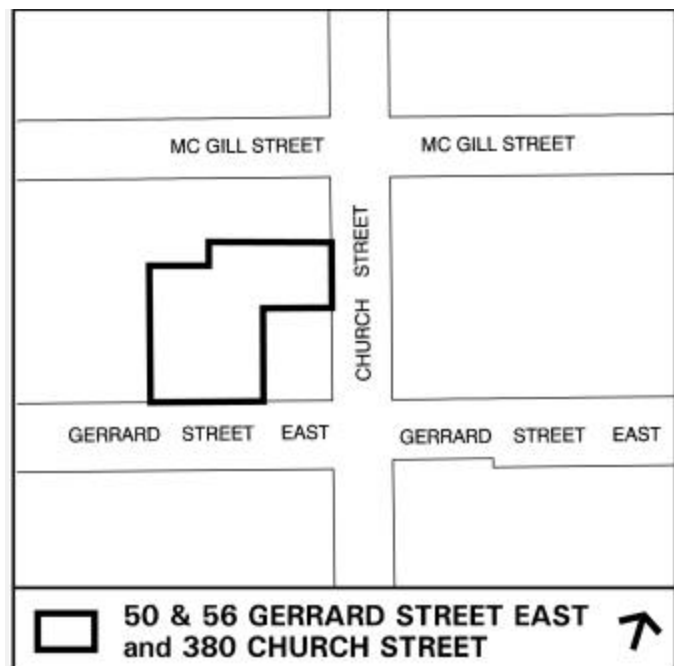 MC GILL STREET MC GILL STREET
CHURCH STREET
GERRARD STREET EAST GERRARD STREET EAST
50 & 56 GERRARD STREET EAST
and 380 CHURCH STREET